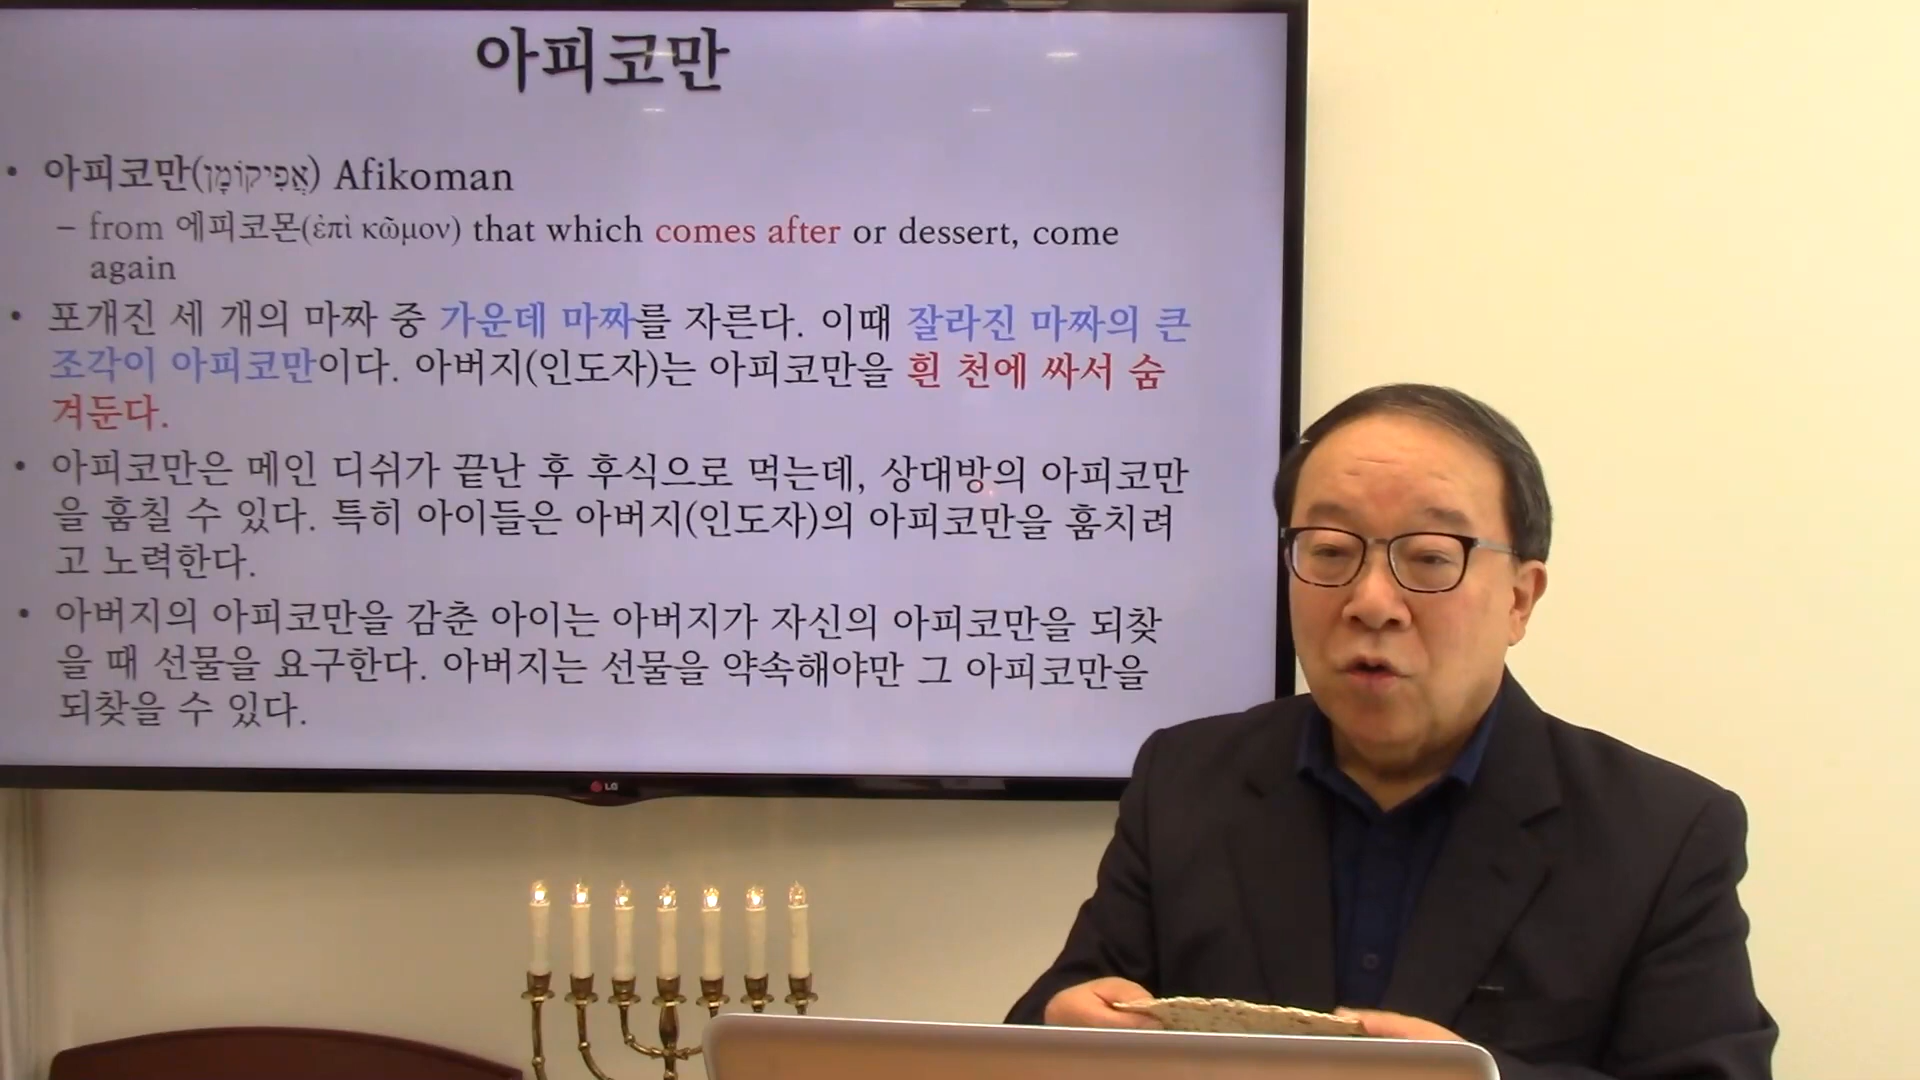 아피코만
• 아피코만(אֲפִיקוֹמָן) Afikoman
– from 에피코몬(ἐπὶ κῶμον) that which comes after or dessert, come
again
• 포개진 세 개의 마짜 중 가운데 마짜를 자른다. 이때 잘라진 마짜의 큰
조각이 아피코만이다. 아버지(인도자)는 아피코만을 흰 천에 싸서 숨
겨둔다.
• 아피코만은 메인 디쉬가 끝난 후 후식으로 먹는데, 상대방의 아피코만
을 훔칠 수 있다. 특히 아이들은 아버지(인도자)의 아피코만을 훔치려
고 노력한다.
• 아버지의 아피코만을 감춘 아이는 아버지가 자신의 아피코만을 되찾
을 때 선물을 요구한다. 아버지는 선물을 약속해야만 그 아피코만을
되찾을 수 있다.
LG